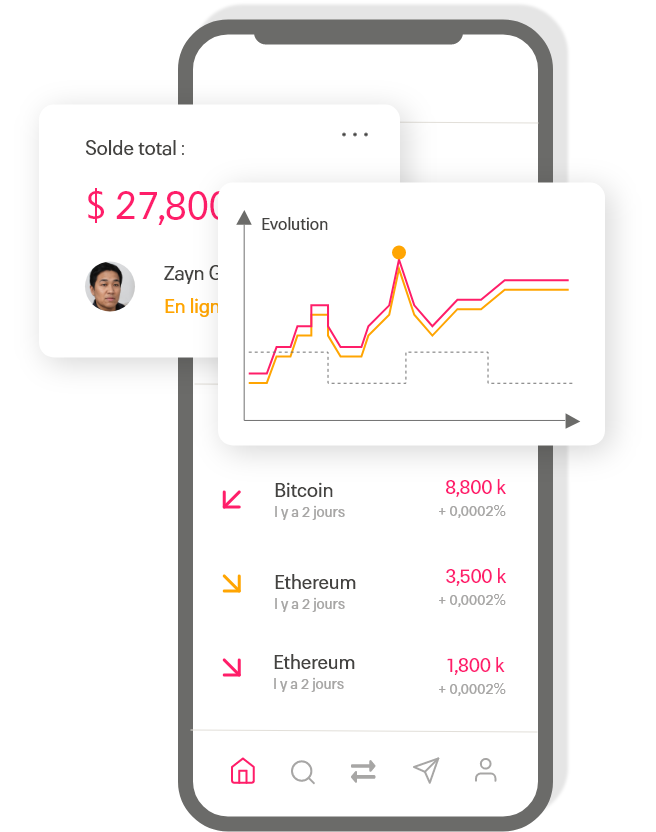 Solde total :
$ 27,800
Zayn G
En lign
Evolution
Bitcoin
8,800 k
I y a 2 jours
+ 0,0002%
Ethereum
3,500 k
I y a 2 jours
+ 0,0002%
Ethereum
1,800 k
I y a 2 jours
+ 0,0002%